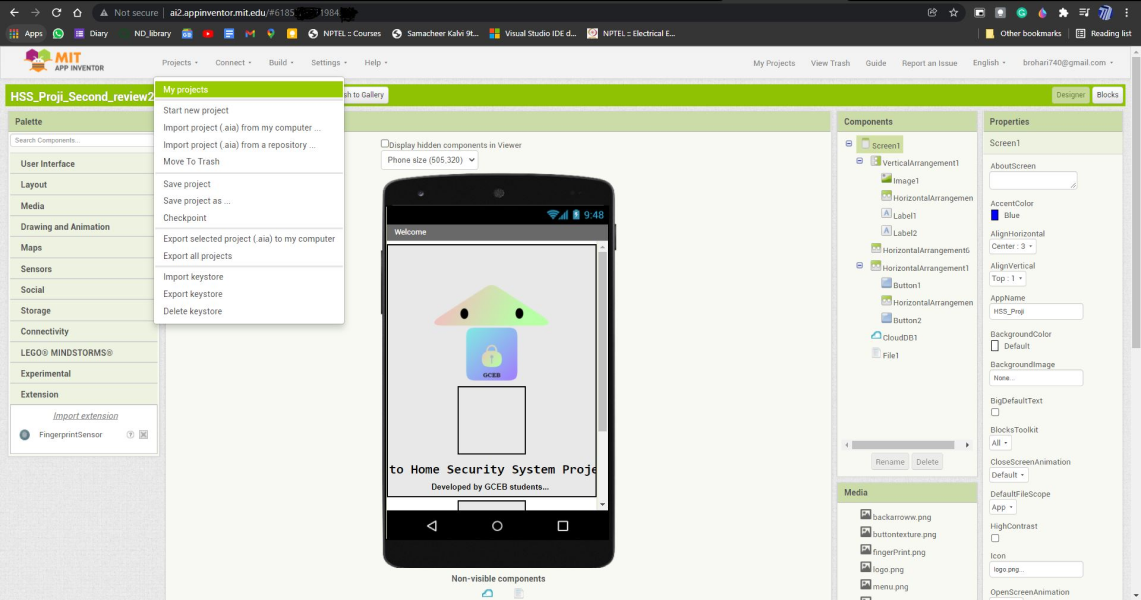 Not secure | ai2.appinventor.mit.edu/#6185 1984
Apps Diary ND_library NPTEL :: Courses Samacheer Kalvi 9t... Visual Studio IDE d... NPTEL :: Electrical E... Other bookmarks Reading list
MIT
APP INVENTOR
Projects Connect Build Settings Help My Projects View Trash Guide Report an Issue English brohari740@gmail.com
HSS_Proji_Second_review2
sh to Gallery
Designer Blocks
My projects
Start new project
Import project (.aia) from my computer ...
Import project (.aia) from a repository ...
Move To Trash
Save project
Save project as ...
Checkpoint
Export selected project (.aia) to my computer
Export all projects
Import keystore
Export keystore
Delete keystore
Palette
Search Components...
User Interface
Layout
Media
Drawing and Animation
Maps
Sensors
Social
Storage
Connectivity
LEGO® MINDSTORMS®
Experimental
Extension
Import extension
FingerprintSensor
Display hidden components in Viewer
Phone size (505,320)
9:48
Welcome
GCEB
to Home Security System Proje
Developed by GCEB students...
Non-visible components
Components
Screen1
VerticalArrangement1
Image1
HorizontalArrangemen
Label1
Label2
HorizontalArrangement6
HorizontalArrangement1
Button1
HorizontalArrangemen
Button2
CloudDB1
File1
Rename Delete
Media
backarroww.png
buttontexture.png
fingerPrint.png
logo.png
menu.png
Properties
Screen1
AboutScreen
AccentColor
Blue
AlignHorizontal
Center : 3
AlignVertical
Top : 1
AppName
HSS_Proji
BackgroundColor
Default
BackgroundImage
None...
BigDefaultText
BlocksToolkit
All
CloseScreenAnimation
Default
DefaultFileScope
App
HighContrast
Icon
logo.png...
OpenScreenAnimation